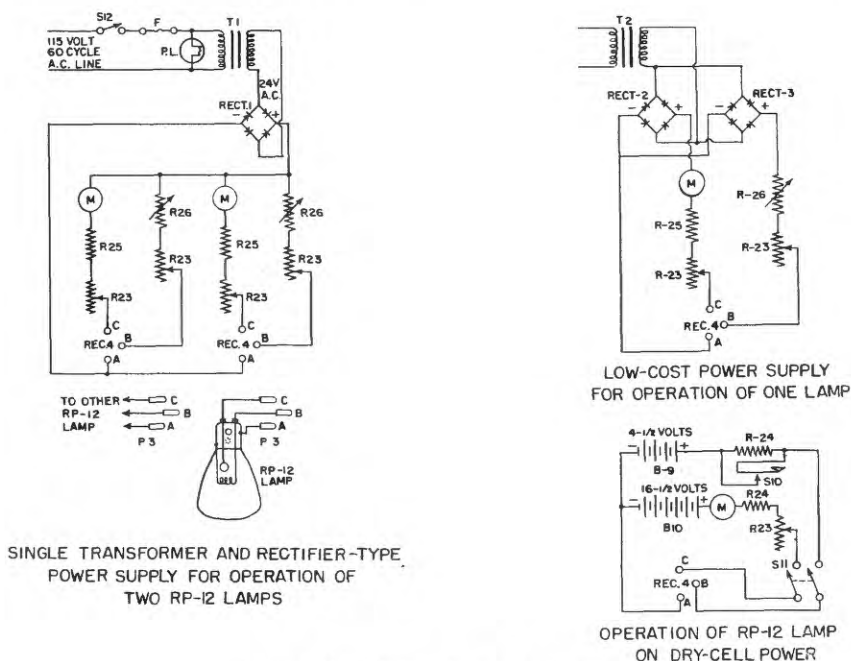 S12
F
T1
115 VOLT
60 CYCLE
A.C. LINE
P.L.
24V
A.C.
RECT.1
-
+
M
R26
M
R26
R25
R25
R23
R23
R23
R23
C
C
REC.4
B
REC.4
B
A
A
TO OTHER
C
RP-12
B
LAMP
A
P 3
C
B
A
P 3
RP-12
LAMP
SINGLE TRANSFORMER AND RECTIFIER-TYPE
POWER SUPPLY FOR OPERATION OF
TWO RP-12 LAMPS
T2
RECT-2
-
+
RECT-3
-
+
M
R-26
R-25
R-23
R-23
C
B
REC.4
A
LOW-COST POWER SUPPLY
FOR OPERATION OF ONE LAMP
4-1/2 VOLTS
R-24
-
+
B-9
S10
16-1/2 VOLTS
-
+
M
R24
B10
R23
C
S11
REC.4
B
A
OPERATION OF RP-12 LAMP
ON DRY-CELL POWER